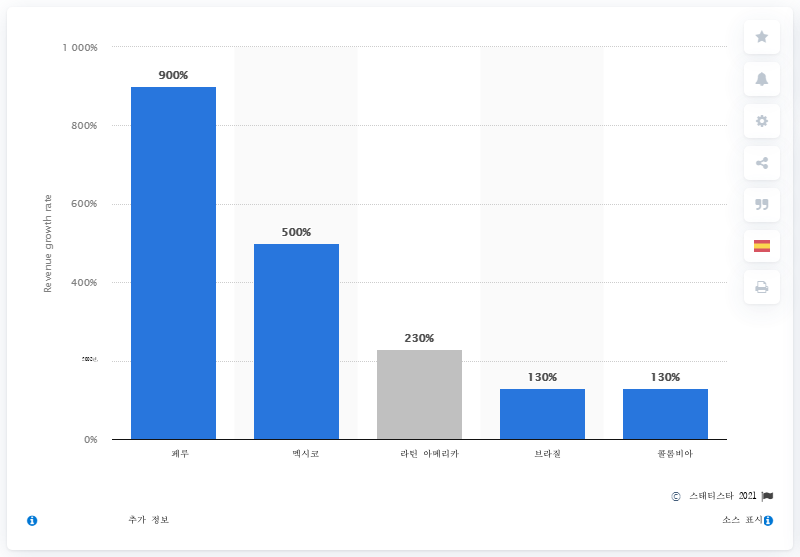 1 000%
900%
800%
600%
500%
400%
230%
130%
130%
0%
Revenue growth rate
페루
멕시코
라틴 아메리카
브라질
콜롬비아
© 스태티스타 2021
추가 정보
소스 표시